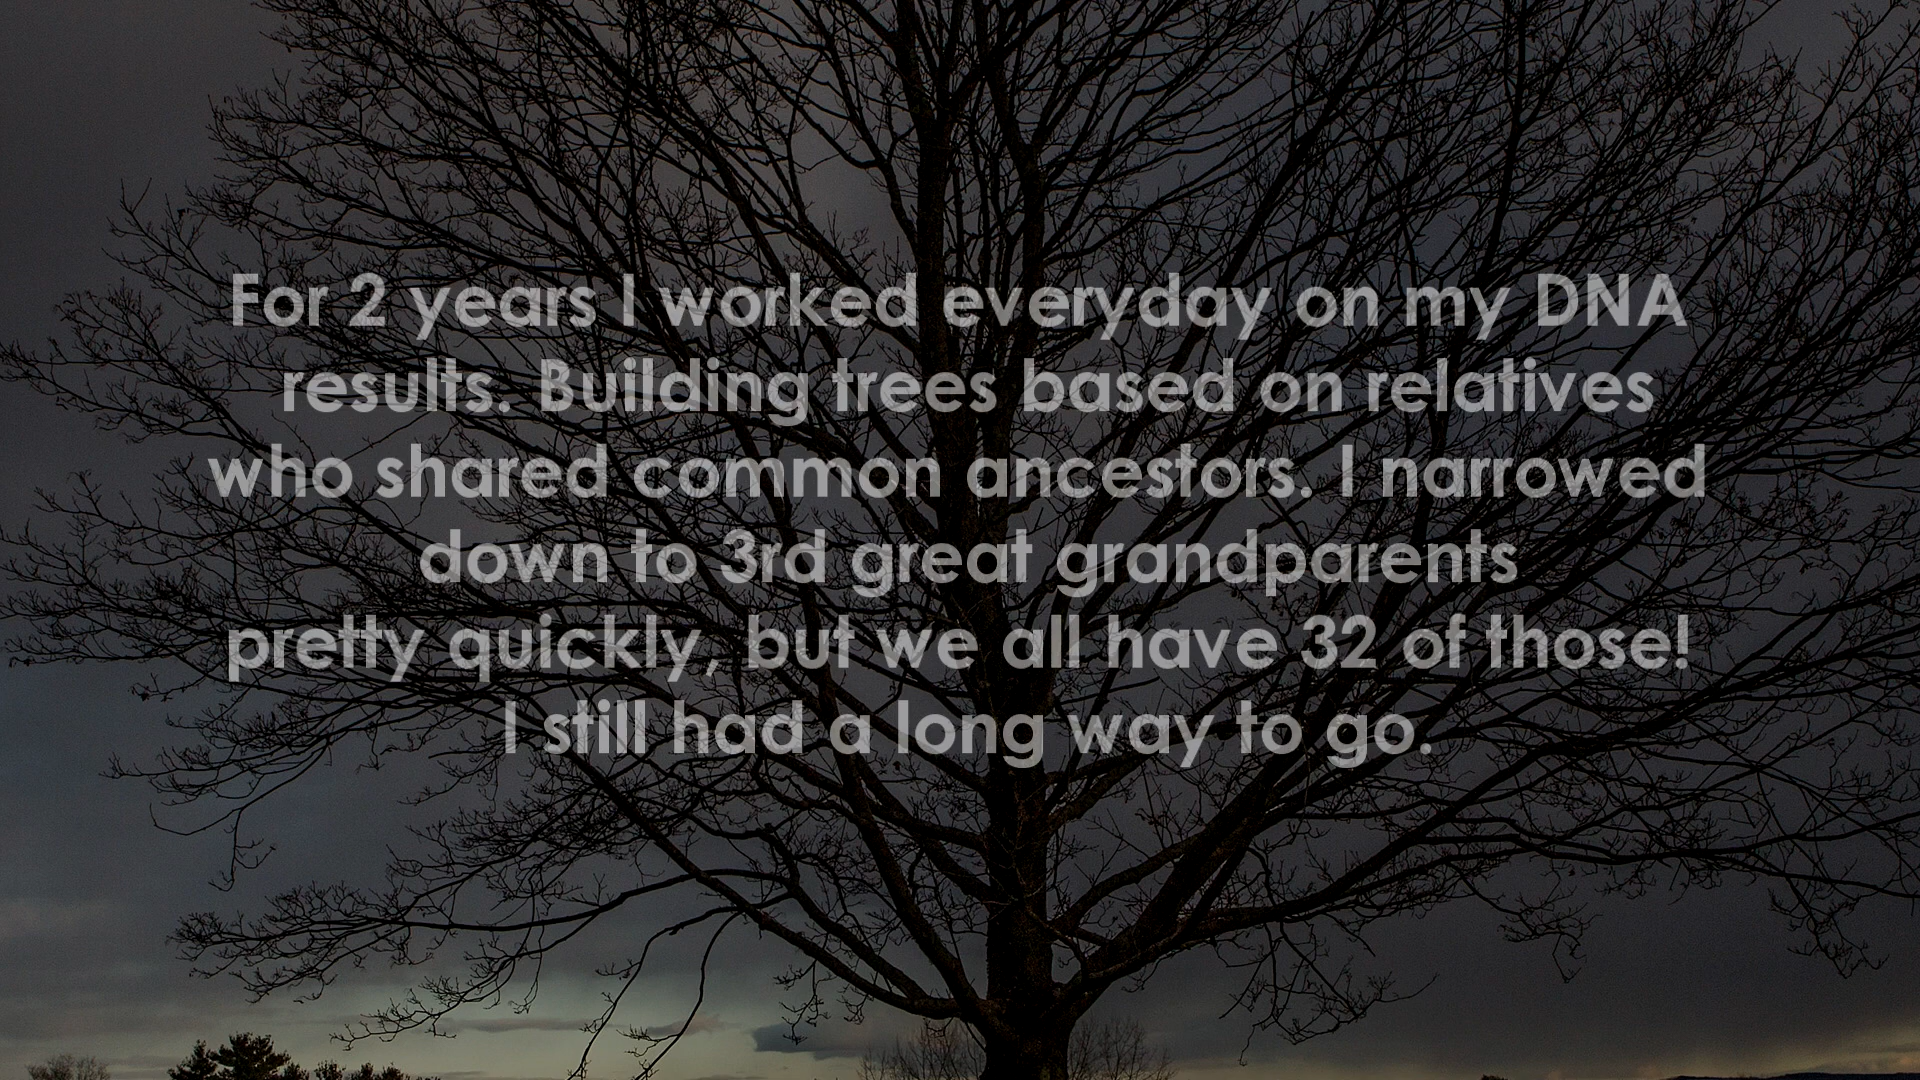 For 2 years I worked everyday on my DNA
results. Building trees based on relatives
who shared common ancestors. I narrowed
down to 3rd great grandparents
pretty quickly, but we all have 32 of those!
I still had a long way to go.